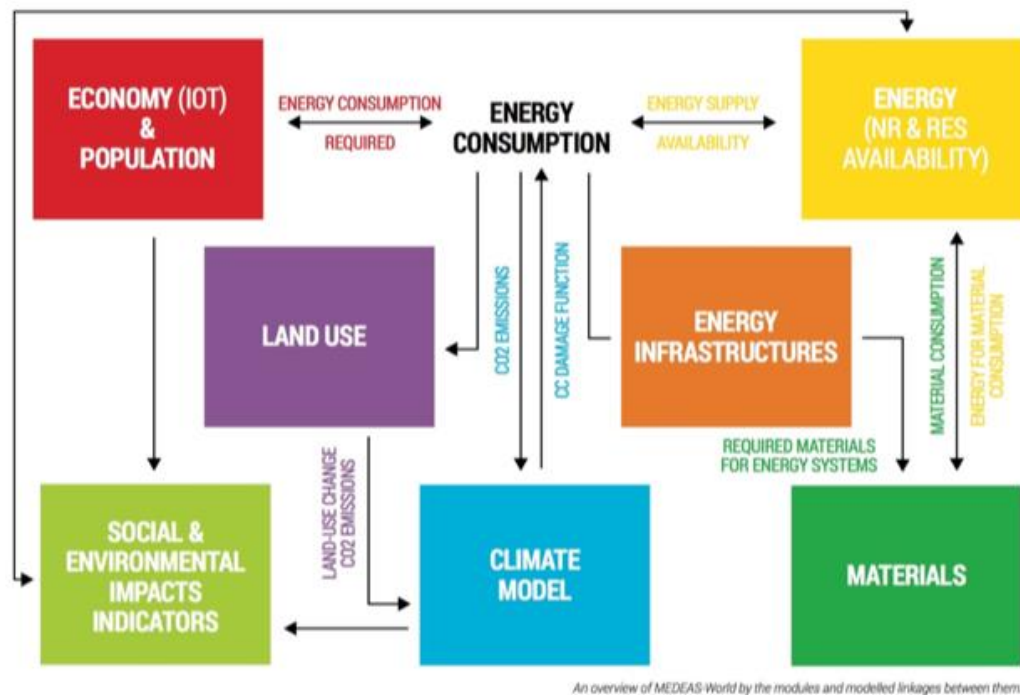 ECONOMY (IOT)
&
POPULATION
ENERGY CONSUMPTION
REQUIRED
ENERGY
CONSUMPTION
ENERGY SUPPLY
AVAILABILITY
ENERGY
(NR & RES
AVAILABILITY)
LAND USE
CO2 EMISSIONS
CC DAMAGE FUNCTION
ENERGY
INFRASTRUCTURES
MATERIAL CONSUMPTION
ENERGY FOR MATERIAL
CONSUMPTION
REQUIRED MATERIALS
FOR ENERGY SYSTEMS
LAND-USE CHANGE
CO2 EMISSIONS
SOCIAL &
ENVIRONMENTAL
IMPACTS
INDICATORS
CLIMATE
MODEL
MATERIALS
An overview of MEDEAS-World by the modules and modelled linkages between them